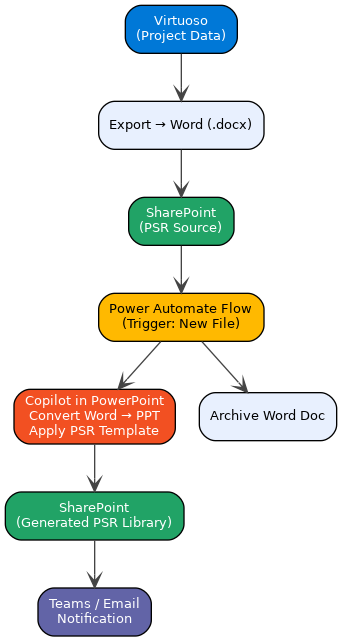 Virtuoso
(Project Data)
Export → Word (.docx)
SharePoint
(PSR Source)
Power Automate Flow
(Trigger: New File)
Copilot in PowerPoint
Convert Word → PPT
Apply PSR Template
Archive Word Doc
SharePoint
(Generated PSR Library)
Teams / Email
Notification